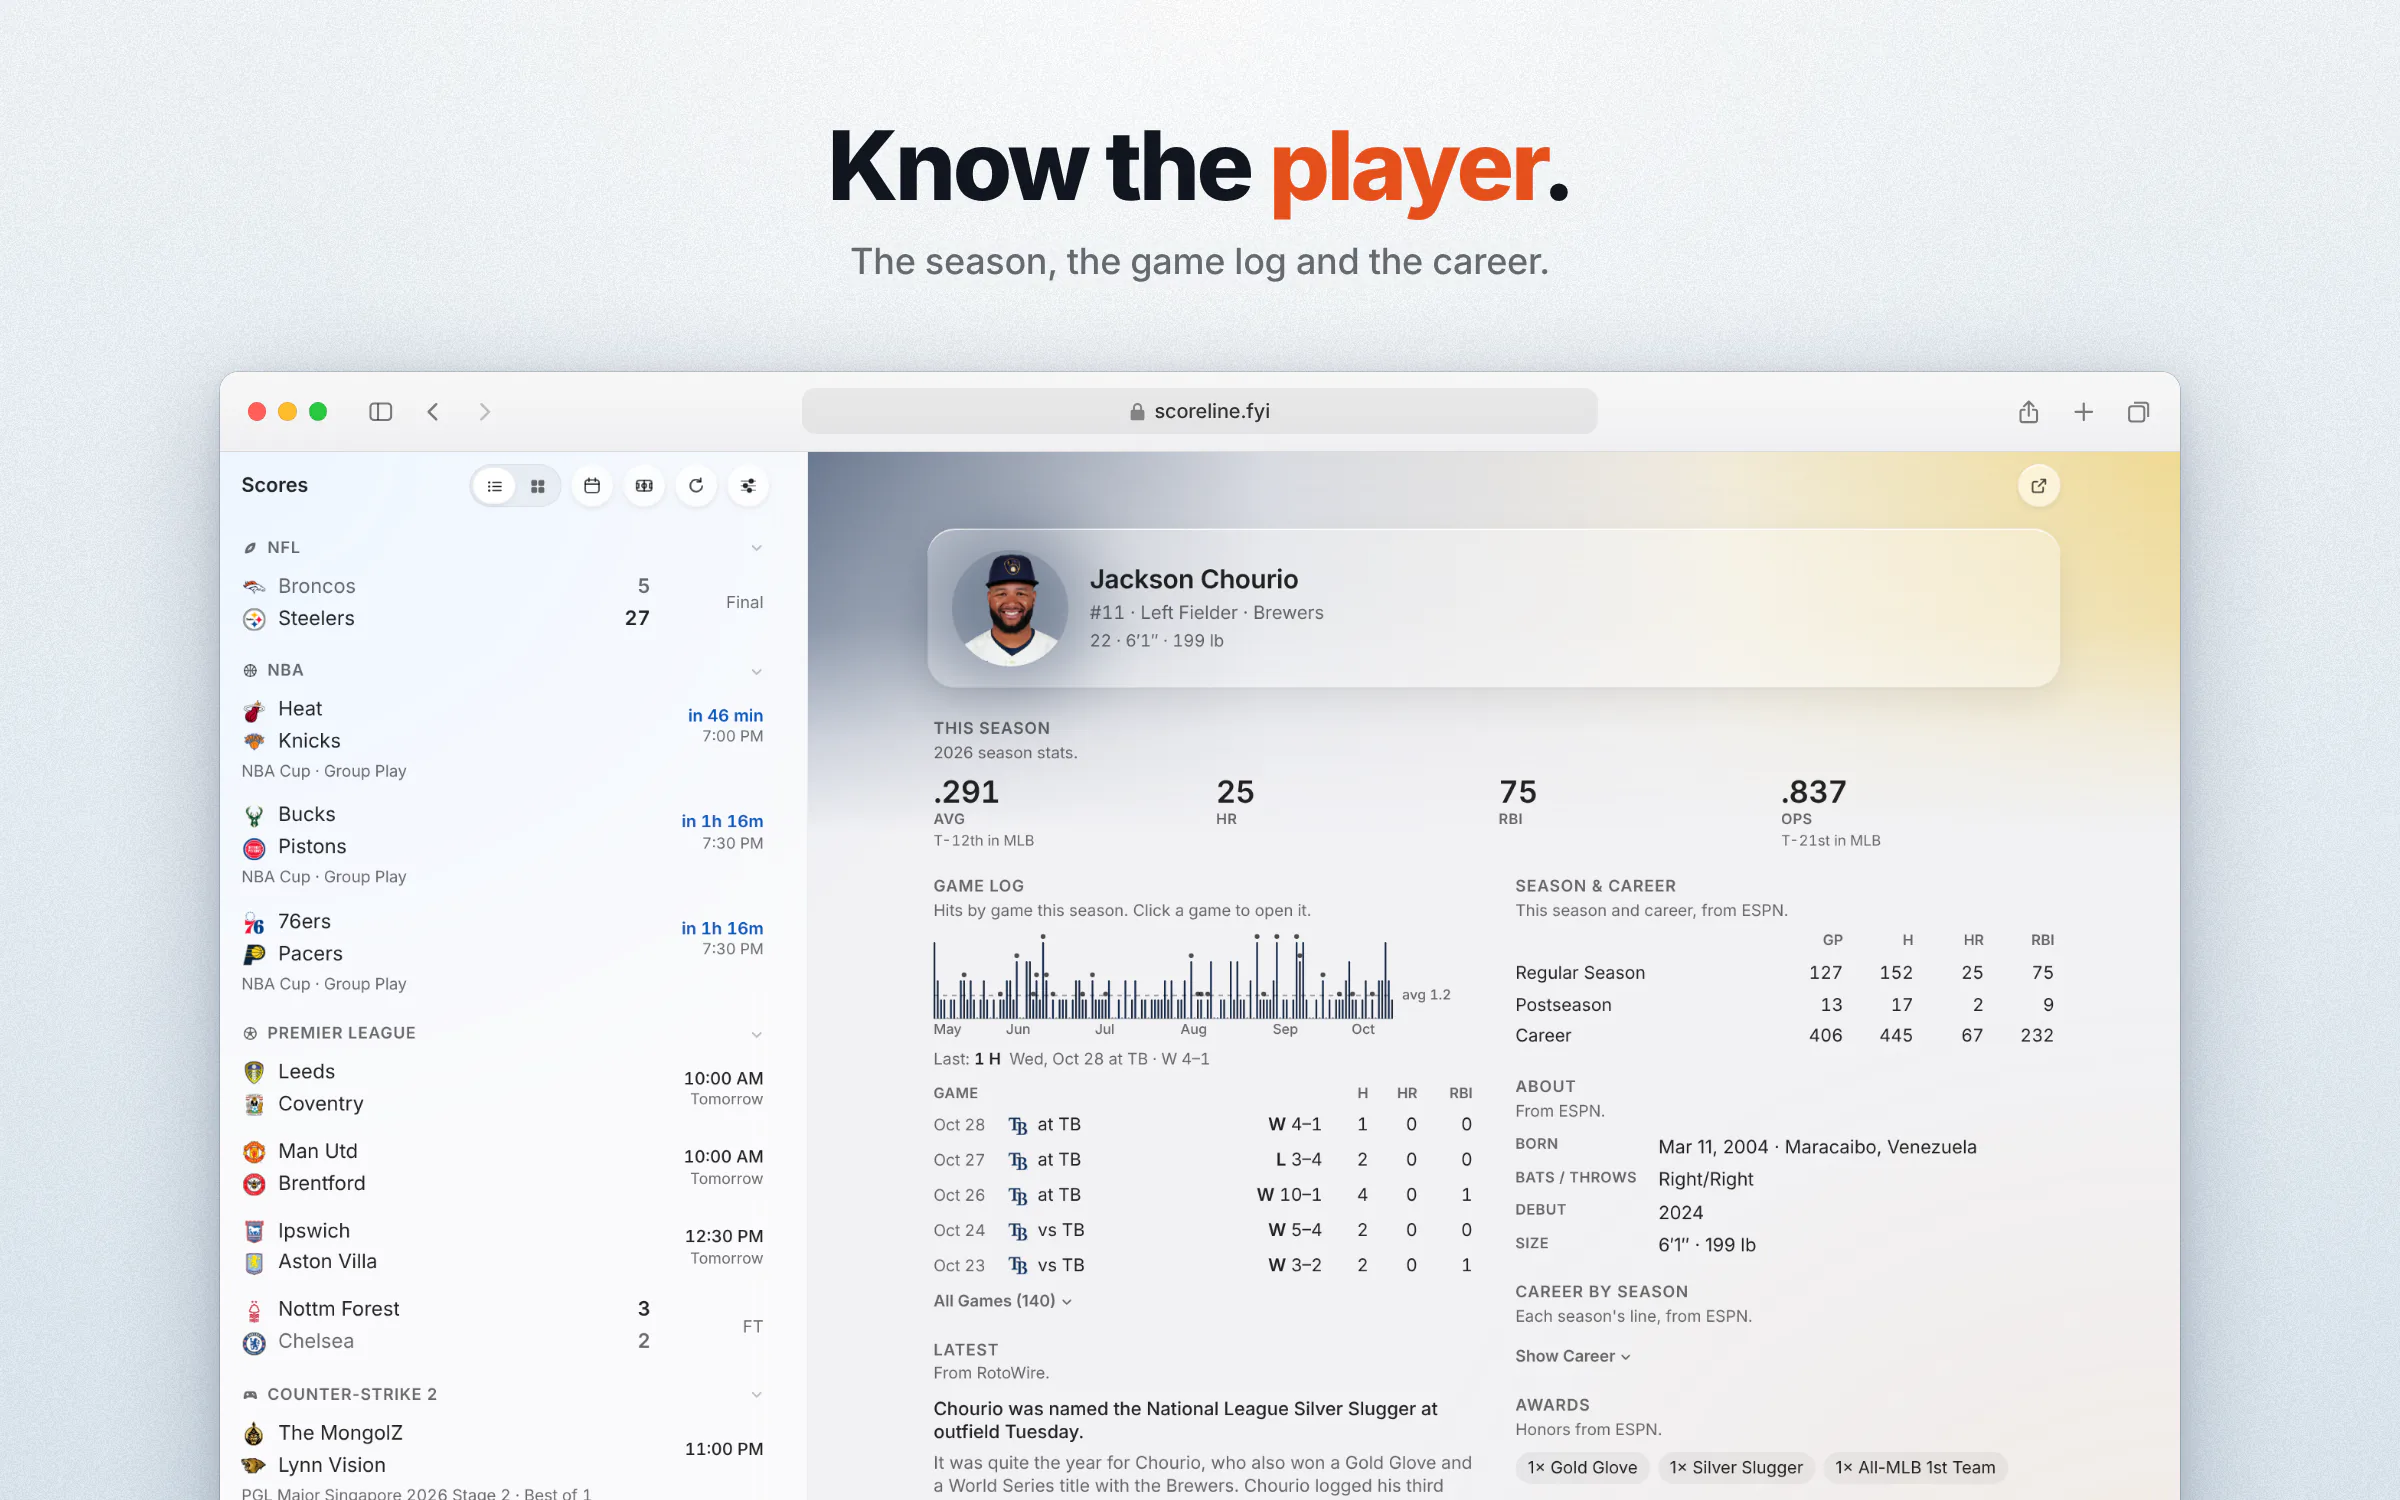 Know the player.
The season, the game log and the career.
scoreline.fyi
Scores
NFL
Broncos 5
Steelers 27
Final
NBA
Heat
Knicks
in 46 min
7:00 PM
NBA Cup · Group Play
Bucks
Pistons
in 1h 16m
7:30 PM
NBA Cup · Group Play
76ers
Pacers
in 1h 16m
7:30 PM
NBA Cup · Group Play
PREMIER LEAGUE
Leeds
Coventry
10:00 AM
Tomorrow
Man Utd
Brentford
10:00 AM
Tomorrow
Ipswich
Aston Villa
12:30 PM
Tomorrow
Nottm Forest 3
Chelsea 2
FT
COUNTER-STRIKE 2
The MongolZ
Lynn Vision
11:00 PM
PGL Major Singapore 2026 Stage 2 · Best of 1
Jackson Chourio
#11 · Left Fielder · Brewers
22 · 6'1" · 199 lb
THIS SEASON
2026 season stats.
.291 25 75 .837
AVG HR RBI OPS
T-12th in MLB T-21st in MLB
GAME LOG
Hits by game this season. Click a game to open it.
avg 1.2
May Jun Jul Aug Sep Oct
Last: 1 H Wed, Oct 28 at TB · W 4–1
GAME H HR RBI
Oct 28 at TB W 4–1 1 0 0
Oct 27 at TB L 3–4 2 0 0
Oct 26 at TB W 10–1 4 0 1
Oct 24 vs TB W 5–4 2 0 0
Oct 23 vs TB W 3–2 2 0 1
All Games (140)
LATEST
From RotoWire.
Chourio was named the National League Silver Slugger at
outfield Tuesday.
It was quite the year for Chourio, who also won a Gold Glove and
a World Series title with the Brewers. Chourio logged his third
SEASON & CAREER
This season and career, from ESPN.
GP H HR RBI
Regular Season 127 152 25 75
Postseason 13 17 2 9
Career 406 445 67 232
ABOUT
From ESPN.
BORN Mar 11, 2004 · Maracaibo, Venezuela
BATS / THROWS Right/Right
DEBUT 2024
SIZE 6'1" · 199 lb
CAREER BY SEASON
Each season's line, from ESPN.
Show Career
AWARDS
Honors from ESPN.
1× Gold Glove 1× Silver Slugger 1× All-MLB 1st Team